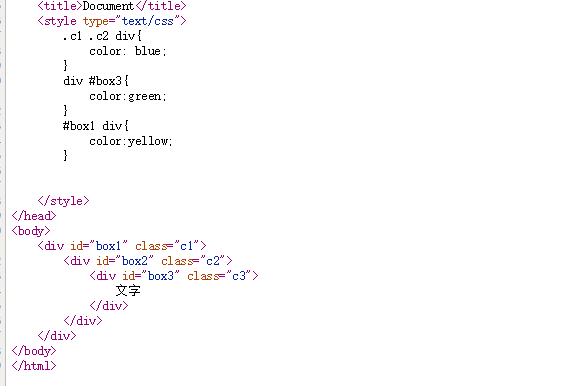 <title>Document</title>
<style type="text/css">
.c1 .c2 div{
color: blue;
}
div #box3{
color:green;
}
#box1 div{
color:yellow;
}
</style>
</head>
<body>
<div id="box1" class="c1">
<div id="box2" class="c2">
<div id="box3" class="c3">
文字
</div>
</div>
</div>
</body>
</html>